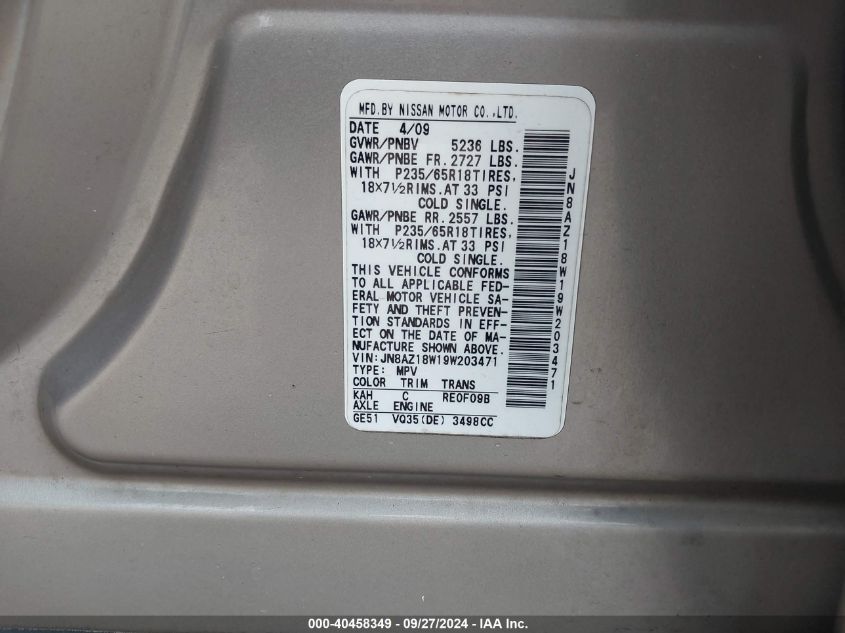 MFD.BY NISSAN MOTOR CO.,LTD.
DATE 4/09
GVWR/PNBV 5236 LBS.
GAWR/PNBE FR. 2727 LBS.
WITH P235/65R18TIRES,
18X7½RIMS.AT 33 PSI
COLD SINGLE.
GAWR/PNBE RR. 2557 LBS.
WITH P235/65R18TIRES,
18X7½RIMS.AT 33 PSI
COLD SINGLE.
THIS VEHICLE CONFORMS
TO ALL APPLICABLE FED-
ERAL MOTOR VEHICLE SA-
FETY AND THEFT PREVEN-
TION STANDARDS IN EFF-
ECT ON THE DATE OF MA-
NUFACTURE SHOWN ABOVE.
VIN:JN8AZ18W19W203471
TYPE: MPV
COLOR TRIM TRANS
KAH C RE0F09B
AXLE ENGINE
GE51 VQ35(DE) 3498CC
JN8AZ18W19W203471
000-40458349 - 09/27/2024 - IAA Inc.